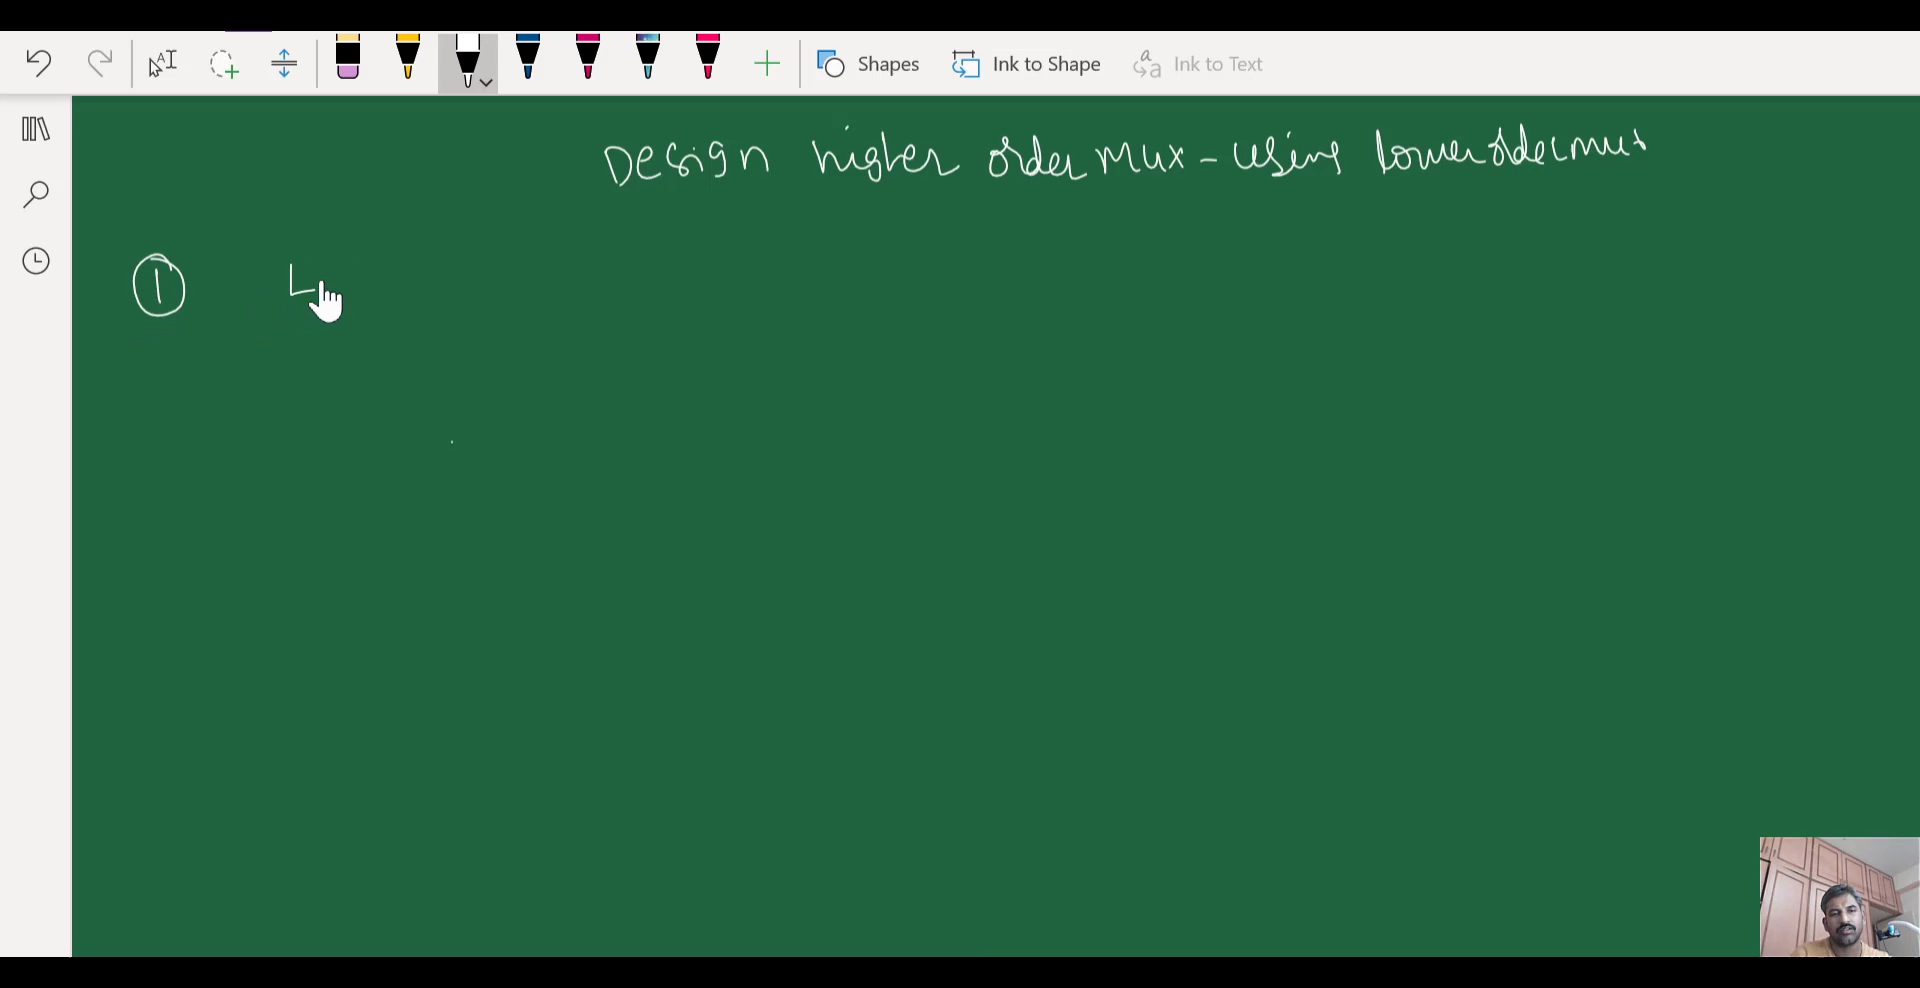 Shapes Ink to Shape Ink to Text
Design higher order Mux - using lower order mux
1